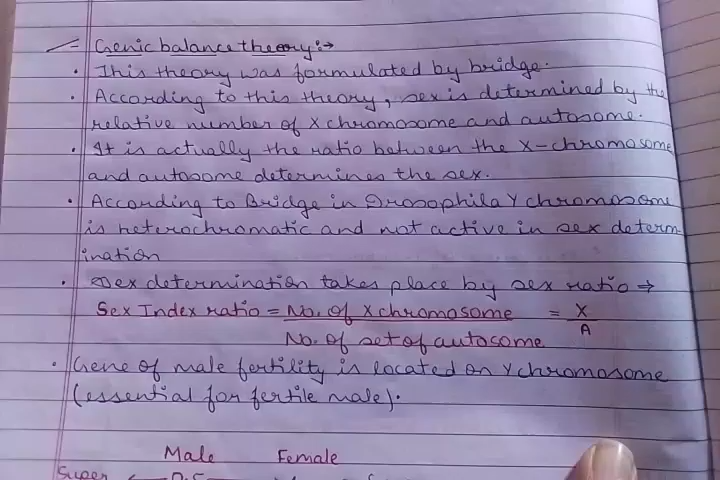 Genic balance theory:→
• This theory was formulated by bridge.
• According to this theory, sex is determined by the
relative number of X chromosome and autosome.
• It is actually the ratio between the X-chromosome
and autosome determines the sex.
• According to Bridge in Drosophila Y chromosome
is heterochromatic and not active in sex determ-
ination
• Sex determination takes place by sex ratio →
Sex Index ratio = No. of X chromosome = X
No. of set of autosome A
• Gene of male fertility is located on Y chromosome
(essential for fertile male).
Male Female
Super ← 0.5